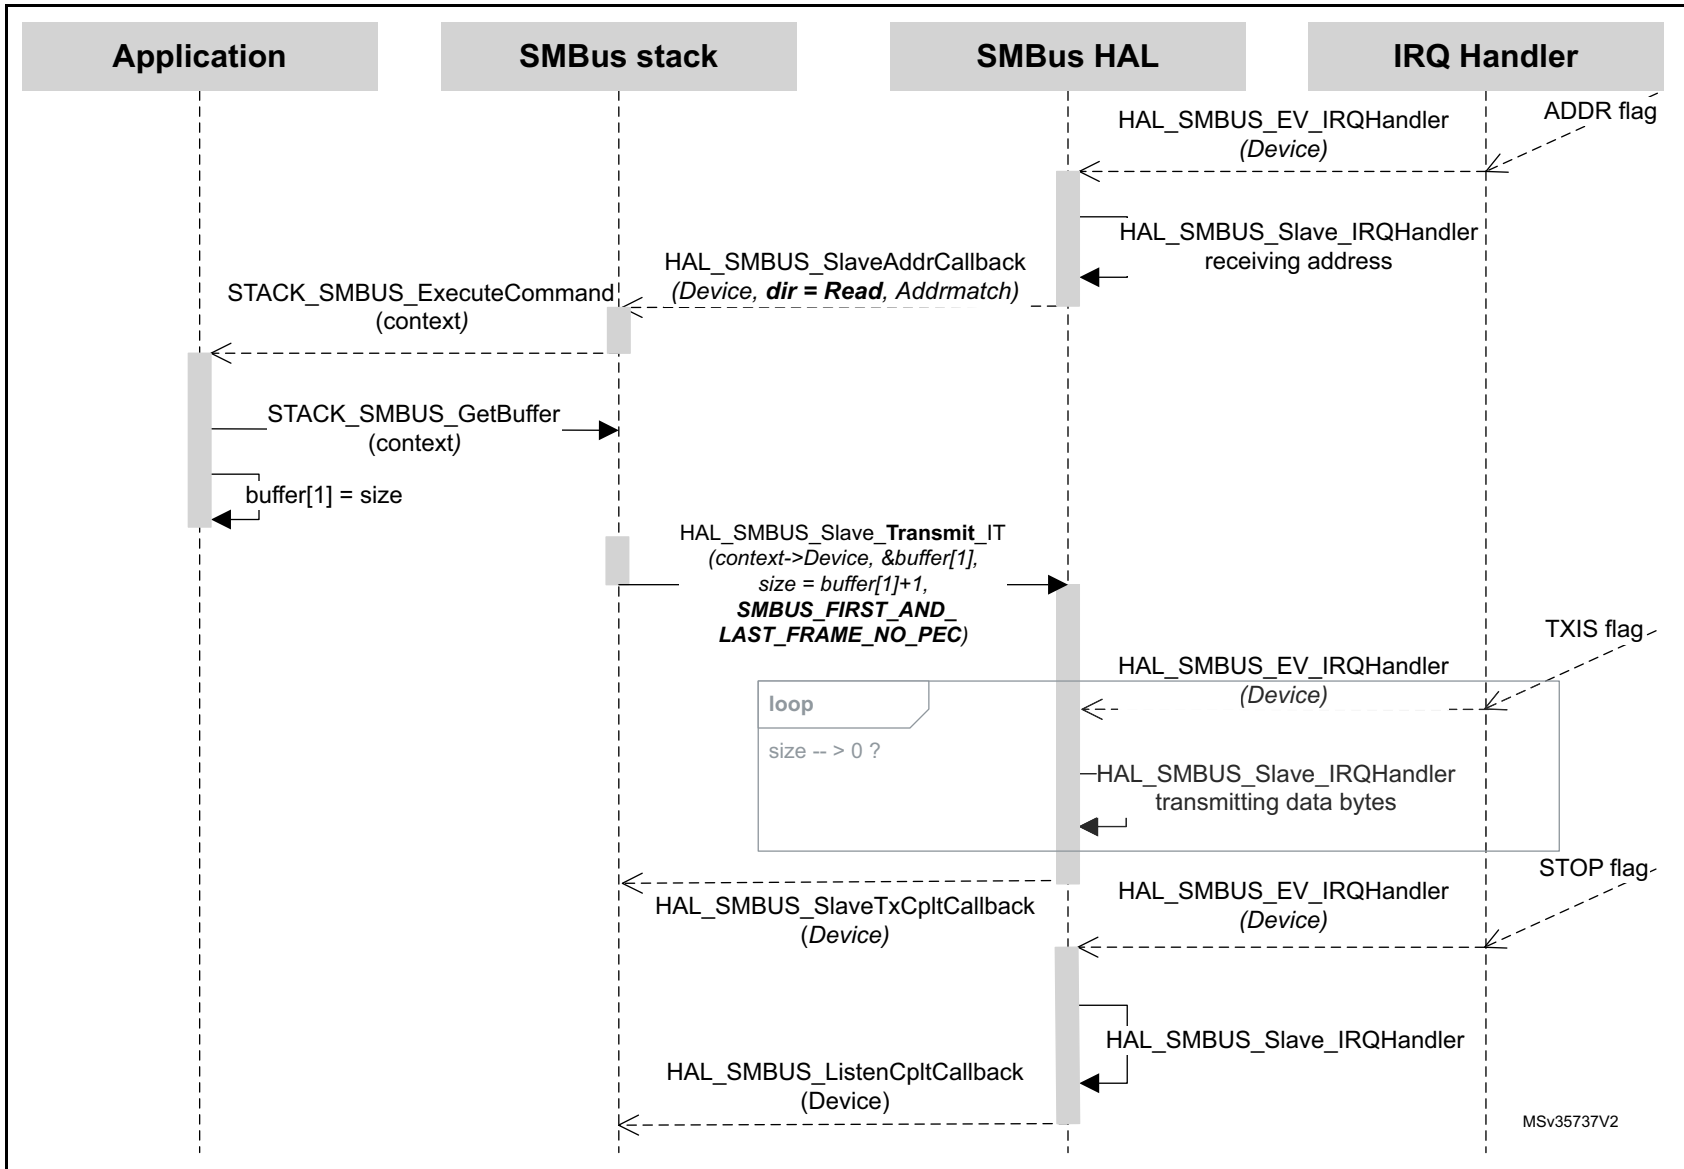 Application
SMBus stack
SMBus HAL
IRQ Handler
ADDR flag
HAL_SMBUS_EV_IRQHandler
(Device)
HAL_SMBUS_Slave_IRQHandler
receiving address
HAL_SMBUS_SlaveAddrCallback
(Device, dir = Read, Addrmatch)
STACK_SMBUS_ExecuteCommand
(context)
STACK_SMBUS_GetBuffer
(context)
buffer[1] = size
HAL_SMBUS_Slave_Transmit_IT
(context->Device, &buffer[1],
size = buffer[1]+1,
SMBUS_FIRST_AND_
LAST_FRAME_NO_PEC)
TXIS flag
HAL_SMBUS_EV_IRQHandler
(Device)
loop
size -- > 0 ?
HAL_SMBUS_Slave_IRQHandler
transmitting data bytes
STOP flag
HAL_SMBUS_SlaveTxCpltCallback
(Device)
HAL_SMBUS_EV_IRQHandler
(Device)
HAL_SMBUS_Slave_IRQHandler
HAL_SMBUS_ListenCpltCallback
(Device)
MSv35737V2